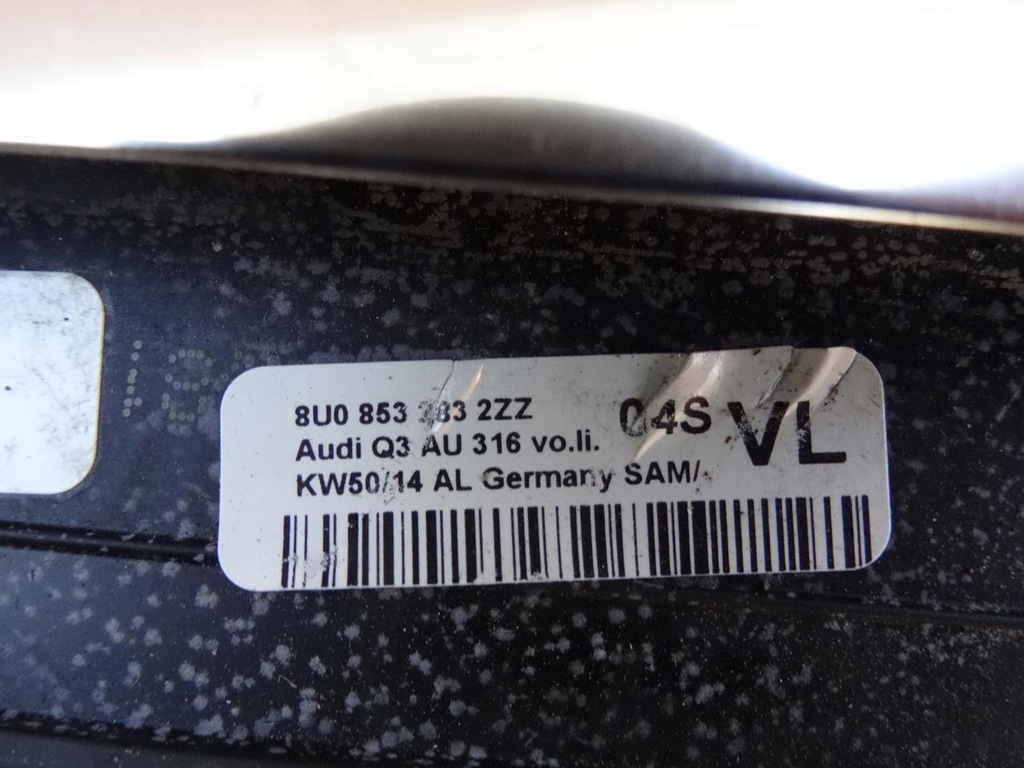 8U0 853 2ZZ
04S VL
Audi Q3 AU 316 vo.li.
KW50/14 AL Germany SAM/